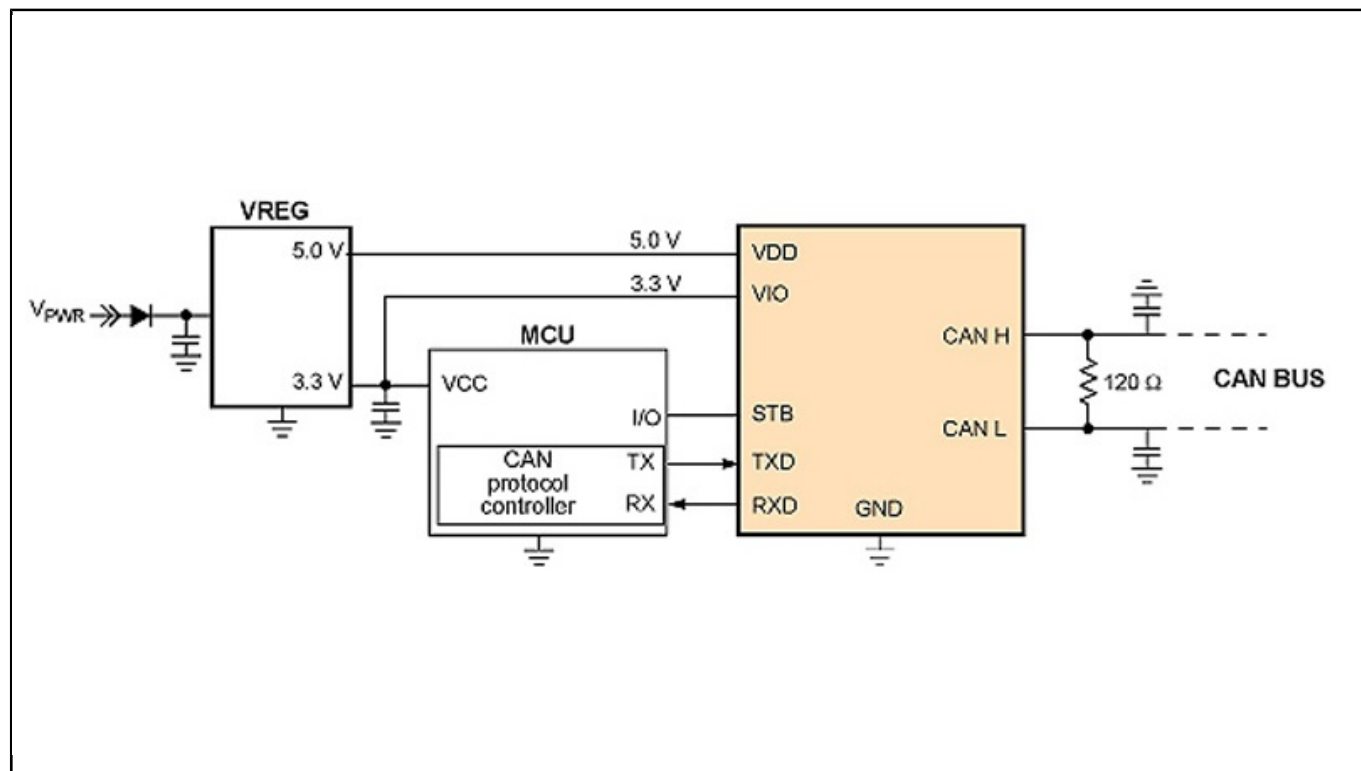 VREG
5.0 V
5.0 V
VDD
3.3 V
VIO
VPWR
MCU
CAN H
3.3 V
VCC
120 Ω
CAN BUS
I/O
STB
CAN L
CAN
protocol
controller
TX
TXD
RX
RXD
GND